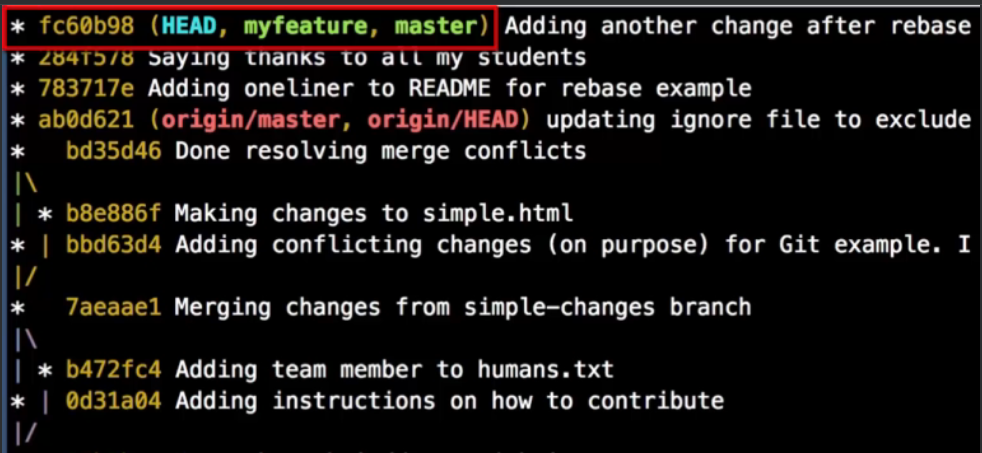 * fc60b98 (HEAD, myfeature, master) Adding another change after rebase
* 284f578 Saying thanks to all my students
* 783717e Adding oneliner to README for rebase example
* ab0d621 (origin/master, origin/HEAD) updating ignore file to exclude
*   bd35d46 Done resolving merge conflicts
|\
| * b8e886f Making changes to simple.html
* | bbd63d4 Adding conflicting changes (on purpose) for Git example. I
|/
*   7aeaae1 Merging changes from simple-changes branch
|\
| * b472fc4 Adding team member to humans.txt
* | 0d31a04 Adding instructions on how to contribute
|/